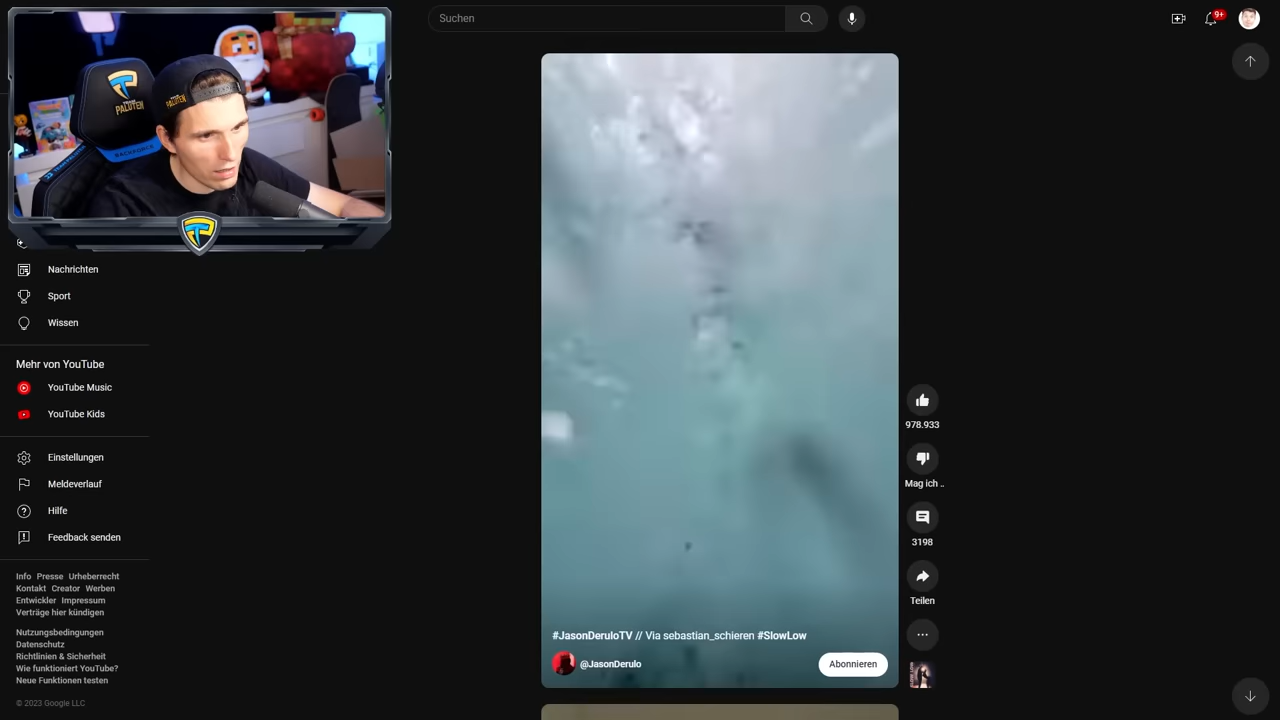 Suchen
9+
PALUTEN
PALUTEN
BACKFORCE
Nachrichten
Sport
Wissen
Mehr von YouTube
YouTube Music
YouTube Kids
Einstellungen
Meldeverlauf
Hilfe
Feedback senden
Info Presse Urheberrecht
Kontakt Creator Werben
Entwickler Impressum
Verträge hier kündigen
Nutzungsbedingungen
Datenschutz
Richtlinien & Sicherheit
Wie funktioniert YouTube?
Neue Funktionen testen
© 2023 Google LLC
#JasonDeruloTV // Via sebastian_schieren #SlowLow
@JasonDerulo
Abonnieren
978.933
Mag ich ..
3198
Teilen